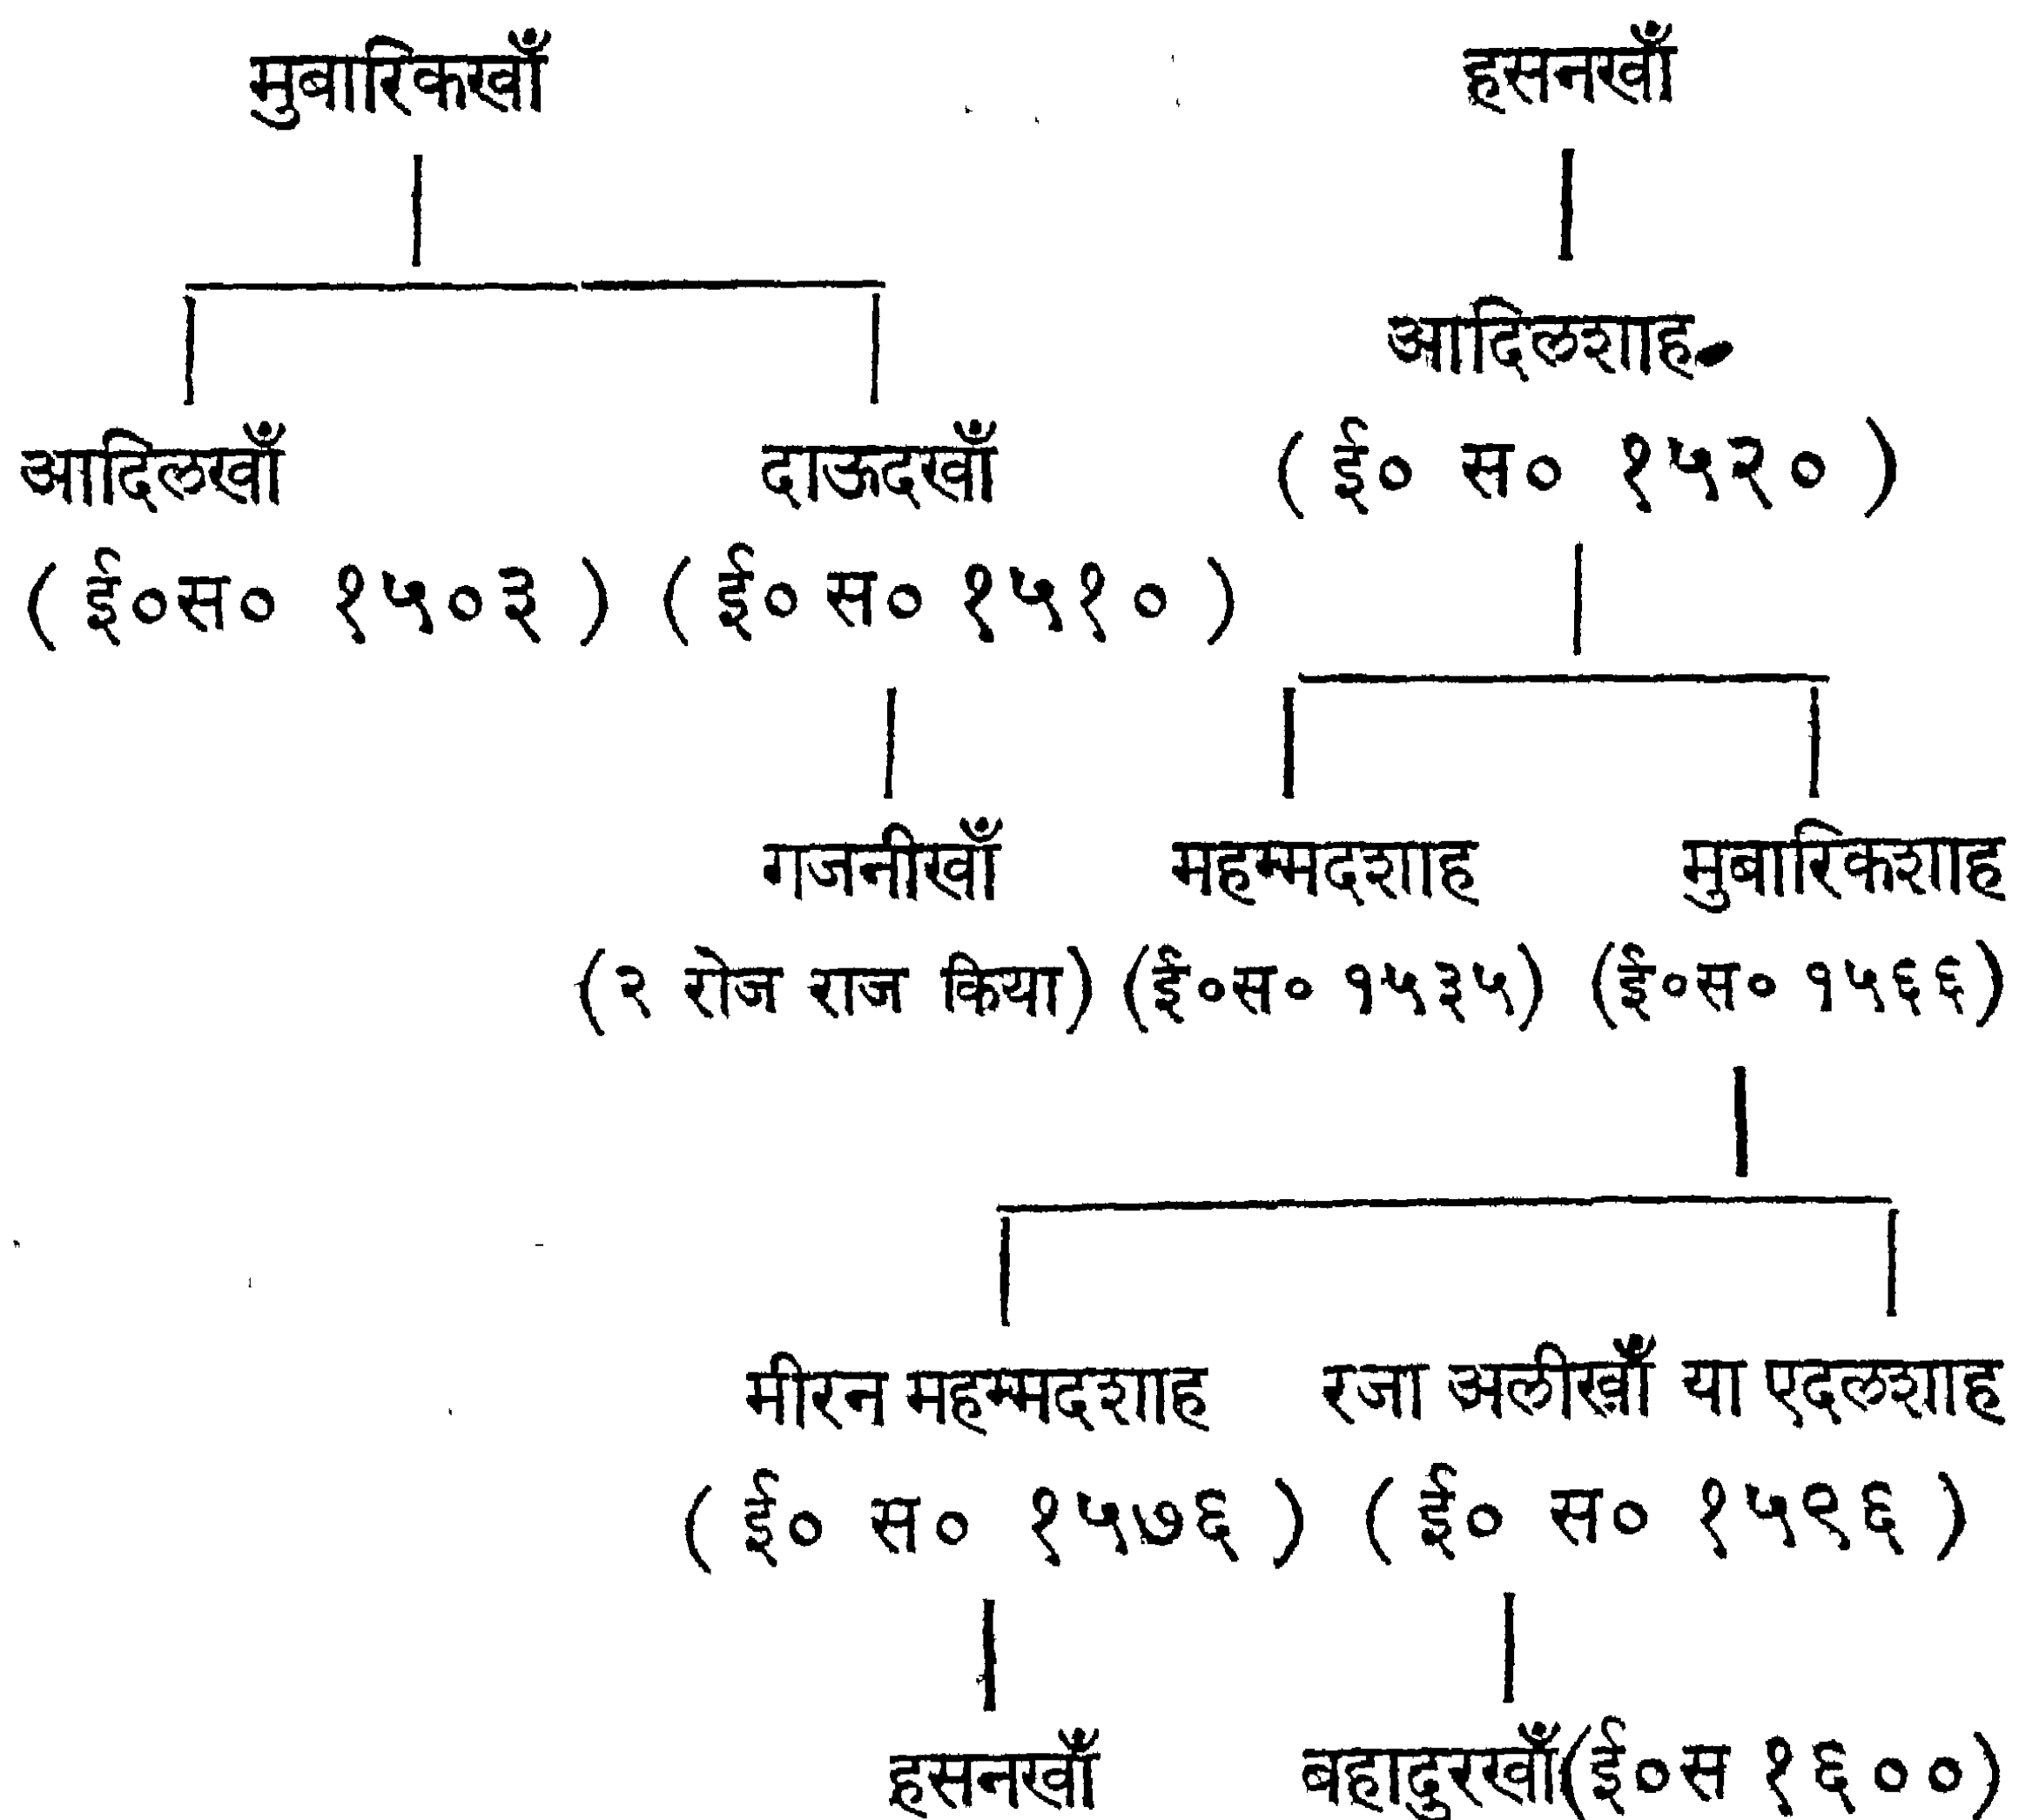 मुबारिकखाँ हसनखाँ
आदिलशाह
आदिलखाँ दाऊदखाँ ( ई० स० १५२० )
( ई०स० १५०३ ) ( ई० स० १५१० )
गजनीखाँ महम्मदशाह मुबारिकशाह
(२ रोज राज किया) (ई०स० १५३५) (ई०स० १५६६)
मीरन महम्मदशाह रजा अलीखाँ या एदलशाह
( ई० स० १५७६ ) ( ई० स० १५९६ )
हसनखाँ बहादुरखाँ(ई०स १६००)